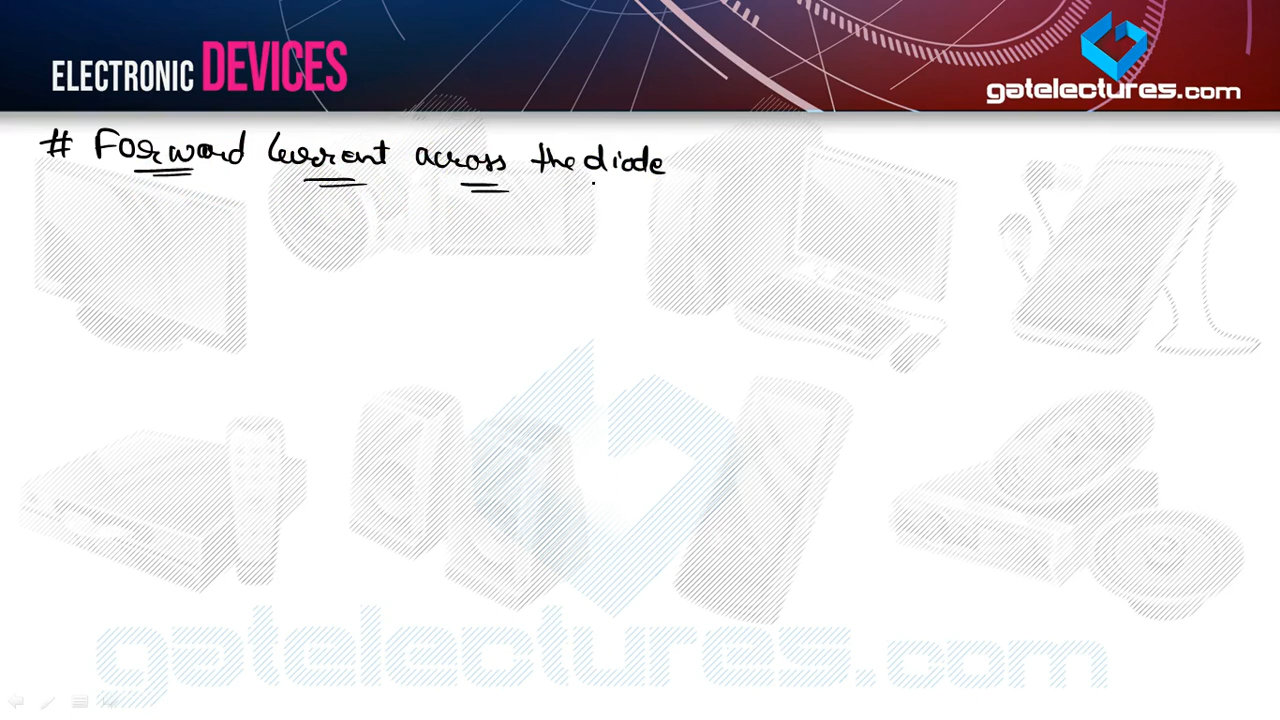 ELECTRONIC DEVICES
gatelectures.com
# Forward Current across the diode
gatelectures.com